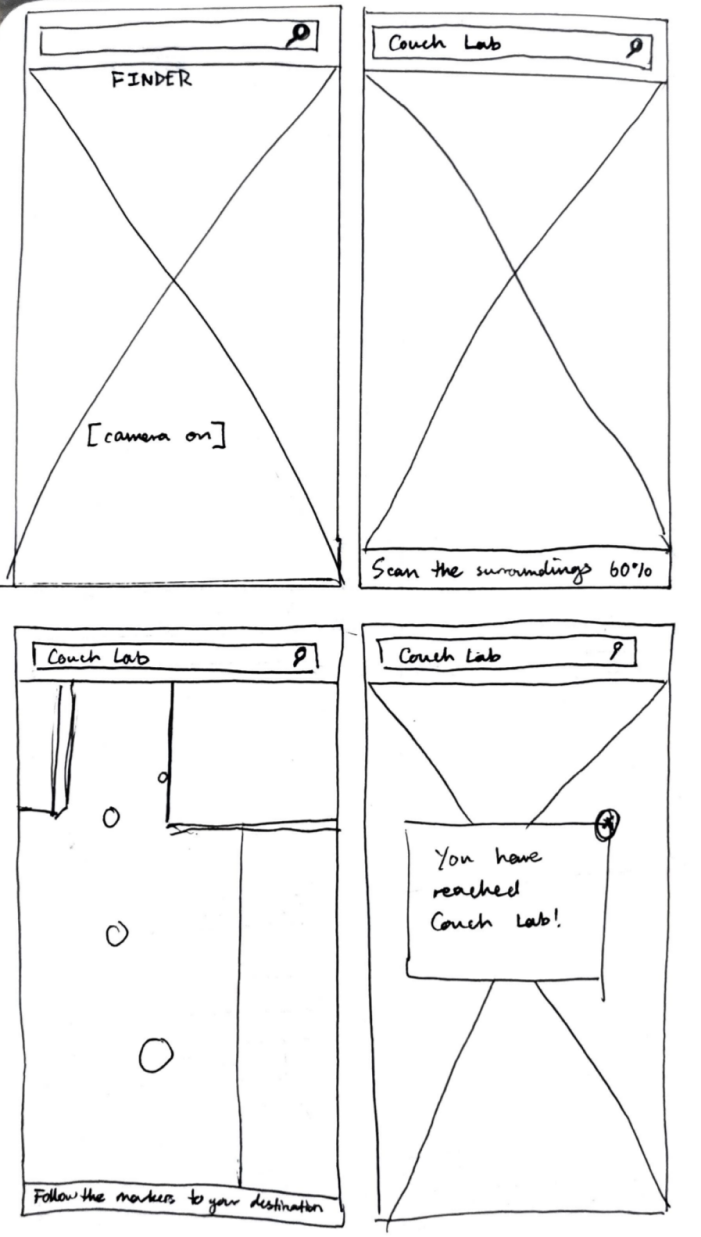 FINDER
[camera on]
Couch Lab
Scan the surroundings 60%
Couch Lab
Follow the markers to your destination
Couch Lab
You have
reached
Couch Lab!